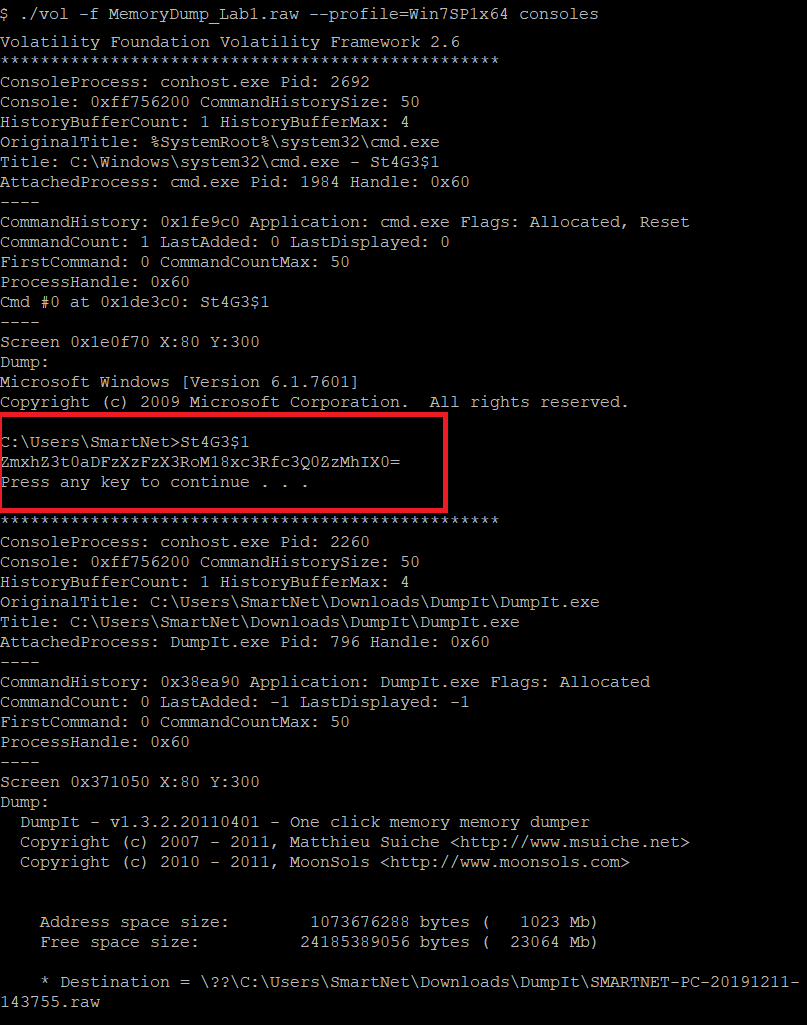 $ ./vol -f MemoryDump_Lab1.raw --profile=Win7SP1x64 consoles
Volatility Foundation Volatility Framework 2.6
**************************************************
ConsoleProcess: conhost.exe Pid: 2692
Console: 0xff756200 CommandHistorySize: 50
HistoryBufferCount: 1 HistoryBufferMax: 4
OriginalTitle: %SystemRoot%\system32\cmd.exe
Title: C:\Windows\system32\cmd.exe - St4G3$1
AttachedProcess: cmd.exe Pid: 1984 Handle: 0x60
----
CommandHistory: 0x1fe9c0 Application: cmd.exe Flags: Allocated, Reset
CommandCount: 1 LastAdded: 0 LastDisplayed: 0
FirstCommand: 0 CommandCountMax: 50
ProcessHandle: 0x60
Cmd #0 at 0x1de3c0: St4G3$1
----
Screen 0x1e0f70 X:80 Y:300
Dump:
Microsoft Windows [Version 6.1.7601]
Copyright (c) 2009 Microsoft Corporation.  All rights reserved.
C:\Users\SmartNet>St4G3$1
ZmxhZ3t0aDFzXzFzX3RoM18xc3Rfc3Q0ZzMhIX0=
Press any key to continue . . .
**************************************************
ConsoleProcess: conhost.exe Pid: 2260
Console: 0xff756200 CommandHistorySize: 50
HistoryBufferCount: 1 HistoryBufferMax: 4
OriginalTitle: C:\Users\SmartNet\Downloads\DumpIt\DumpIt.exe
Title: C:\Users\SmartNet\Downloads\DumpIt\DumpIt.exe
AttachedProcess: DumpIt.exe Pid: 796 Handle: 0x60
----
CommandHistory: 0x38ea90 Application: DumpIt.exe Flags: Allocated
CommandCount: 0 LastAdded: -1 LastDisplayed: -1
FirstCommand: 0 CommandCountMax: 50
ProcessHandle: 0x60
----
Screen 0x371050 X:80 Y:300
Dump:
  DumpIt - v1.3.2.20110401 - One click memory memory dumper
  Copyright (c) 2007 - 2011, Matthieu Suiche <http://www.msuiche.net>
  Copyright (c) 2010 - 2011, MoonSols <http://www.moonsols.com>
    Address space size:        1073676288 bytes (   1023 Mb)
    Free space size:          24185389056 bytes (  23064 Mb)
    * Destination = \??\C:\Users\SmartNet\Downloads\DumpIt\SMARTNET-PC-20191211-
143755.raw